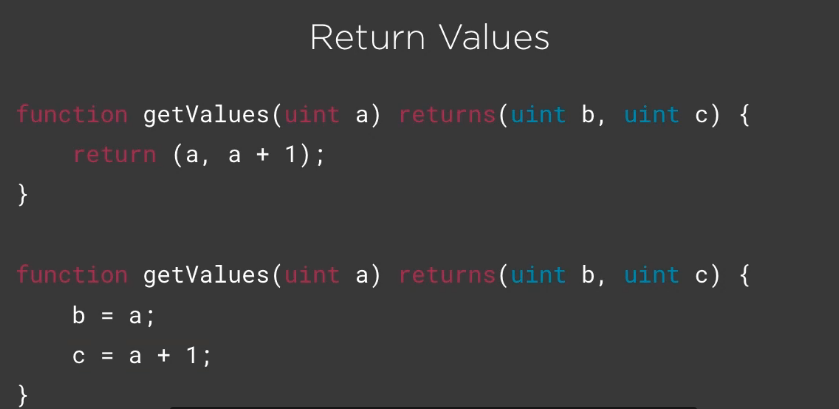 Return Values
function getValues(uint a) returns(uint b, uint c) {
    return (a, a + 1);
}
function getValues(uint a) returns(uint b, uint c) {
    b = a;
    c = a + 1;
}